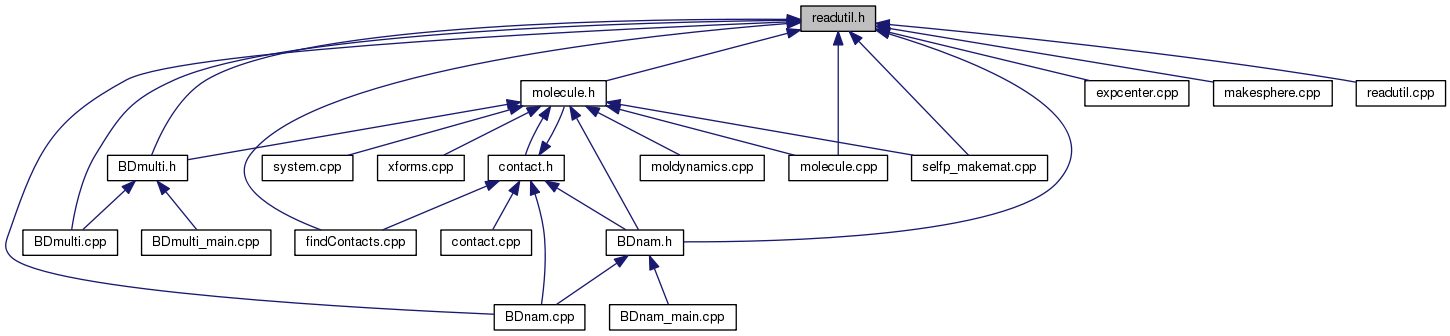 readutil.h
molecule.h
expcenter.cpp
makesphere.cpp
readutil.cpp
BDmulti.h
system.cpp
xforms.cpp
contact.h
moldynamics.cpp
molecule.cpp
selfp_makemat.cpp
BDmulti.cpp
BDmulti_main.cpp
findContacts.cpp
contact.cpp
BDnam.h
BDnam.cpp
BDnam_main.cpp